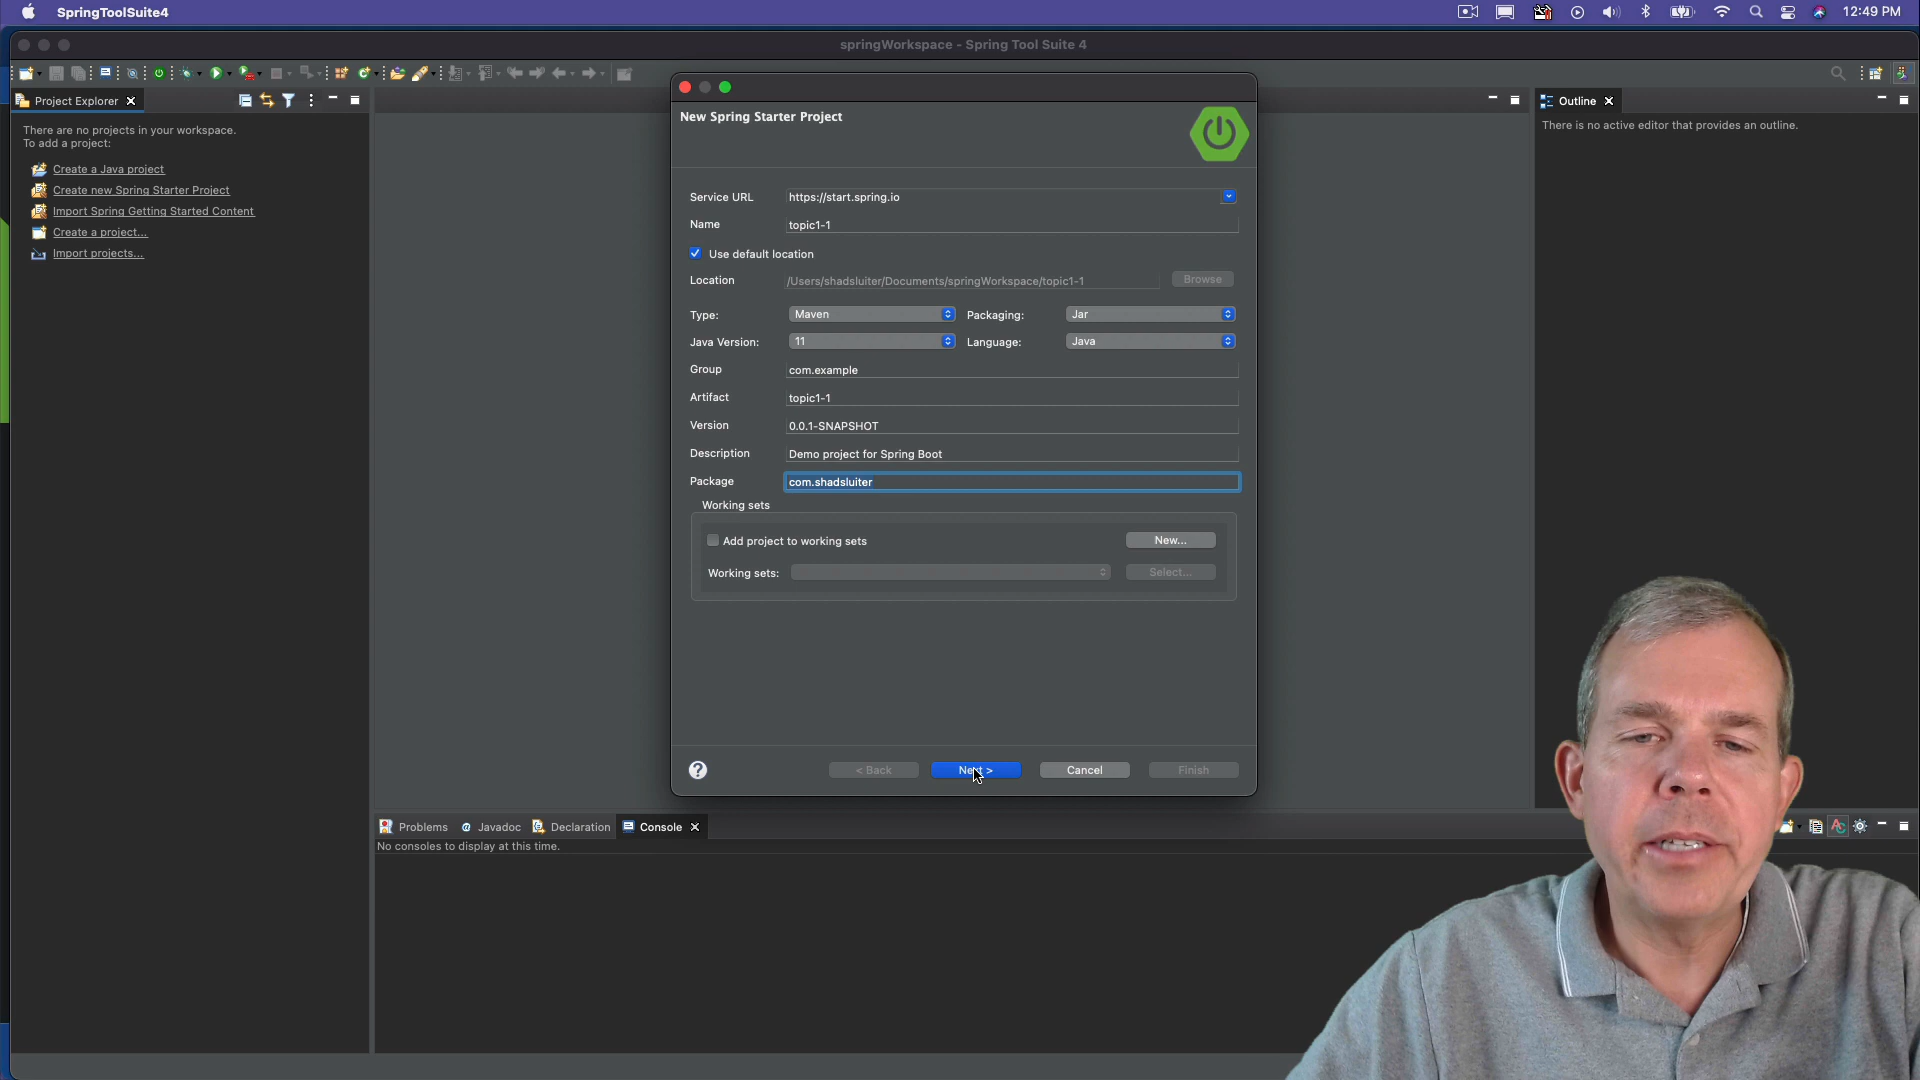 SpringToolSuite4
12:49 PM
springWorkspace - Spring Tool Suite 4
Project Explorer
There are no projects in your workspace.
To add a project:
Create a Java project
Create new Spring Starter Project
Import Spring Getting Started Content
Create a project...
Import projects...
Outline
There is no active editor that provides an outline.
New Spring Starter Project
Service URL https://start.spring.io
Name topic1-1
Use default location
Location /Users/shadsluiter/Documents/springWorkspace/topic1-1 Browse
Type: Maven Packaging: Jar
Java Version: 11 Language: Java
Group com.example
Artifact topic1-1
Version 0.0.1-SNAPSHOT
Description Demo project for Spring Boot
Package com.shadsluiter
Working sets
Add project to working sets New...
Working sets: Select...
? < Back Next > Cancel Finish
Problems @ Javadoc Declaration Console
No consoles to display at this time.